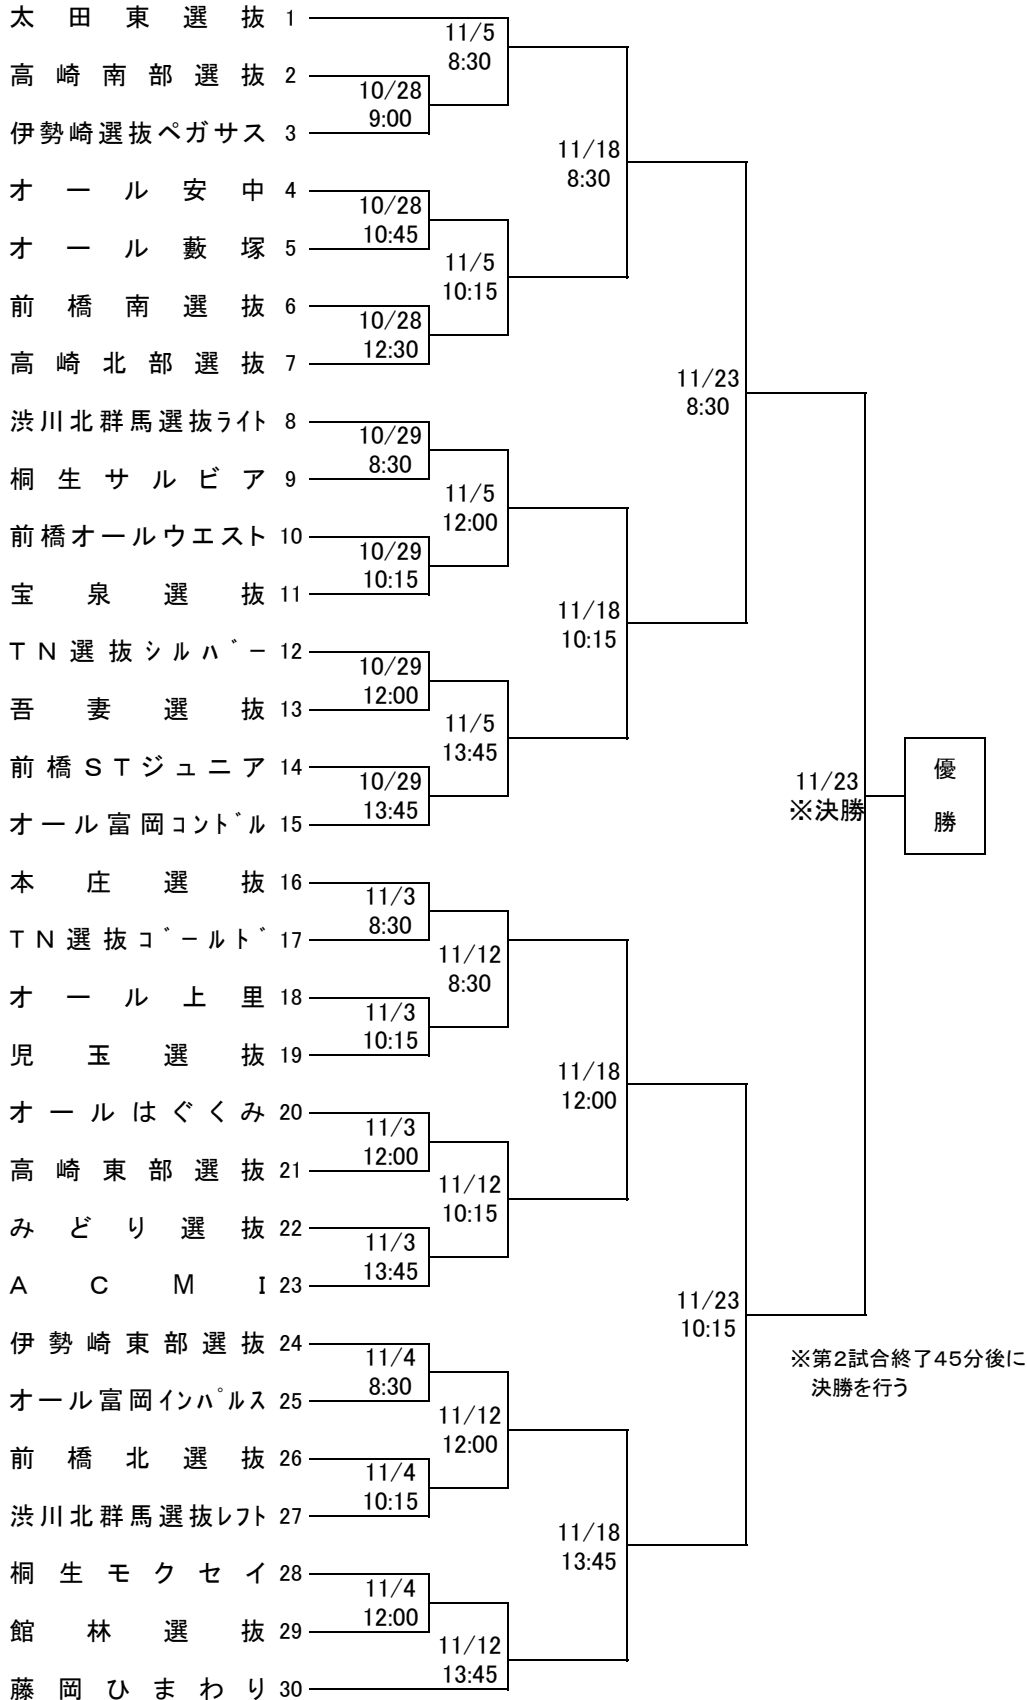 太田東選抜 1
11/5
8:30
高崎南部選抜 2
10/28
9:00
伊勢崎選抜ペガサス 3
11/18
8:30
オール安中 4
10/28
10:45
オール藪塚 5
11/5
10:15
前橋南選抜 6
10/28
12:30
高崎北部選抜 7
11/23
8:30
渋川北群馬選抜ﾗｲﾄ 8
10/29
8:30
桐生サルビア 9
11/5
12:00
前橋オールウエスト 10
10/29
10:15
宝泉選抜 11
11/18
10:15
ＴＮ選抜ｼﾙﾊﾞｰ 12
10/29
12:00
吾妻選抜 13
11/5
13:45
前橋ＳＴジュニア 14
10/29
13:45
オール富岡ｺﾝﾄﾞﾙ 15
11/23
※決勝
優
勝
本庄選抜 16
11/3
8:30
ＴＮ選抜ｺﾞｰﾙﾄﾞ 17
11/12
8:30
オール上里 18
11/3
10:15
児玉選抜 19
11/18
12:00
オールはぐくみ 20
11/3
12:00
高崎東部選抜 21
11/12
10:15
みどり選抜 22
11/3
13:45
ＡＣＭＩ 23
11/23
10:15
伊勢崎東部選抜 24
11/4
8:30
※第２試合終了４５分後に
決勝を行う
オール富岡ｲﾝﾊﾟﾙｽ 25
11/12
12:00
前橋北選抜 26
11/4
10:15
渋川北群馬選抜ﾚﾌﾄ 27
11/18
13:45
桐生モクセイ 28
11/4
12:00
館林選抜 29
11/12
13:45
藤岡ひまわり 30